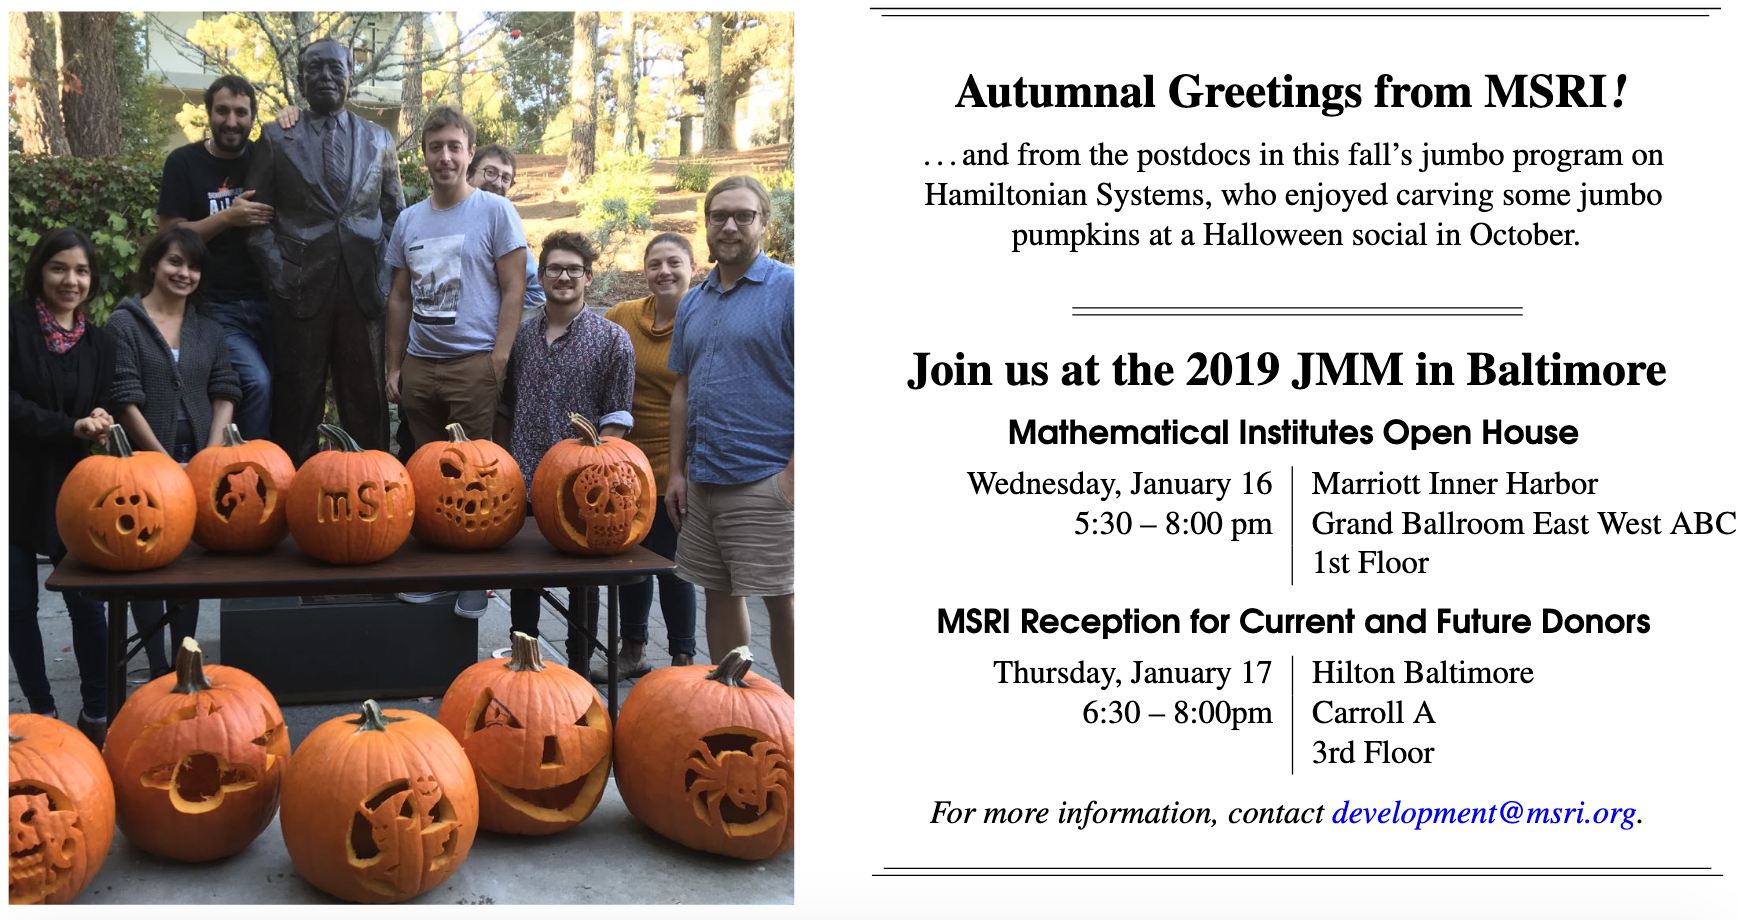 mSri
Autumnal Greetings from MSRI!
...and from the postdocs in this fall's jumbo program on
Hamiltonian Systems, who enjoyed carving some jumbo
pumpkins at a Halloween social in October.
Join us at the 2019 JMM in Baltimore
Mathematical Institutes Open House
Wednesday, January 16 Marriott Inner Harbor
5:30 – 8:00 pm Grand Ballroom East West ABC
1st Floor
MSRI Reception for Current and Future Donors
Thursday, January 17 Hilton Baltimore
6:30 – 8:00pm Carroll A
3rd Floor
For more information, contact development@msri.org.